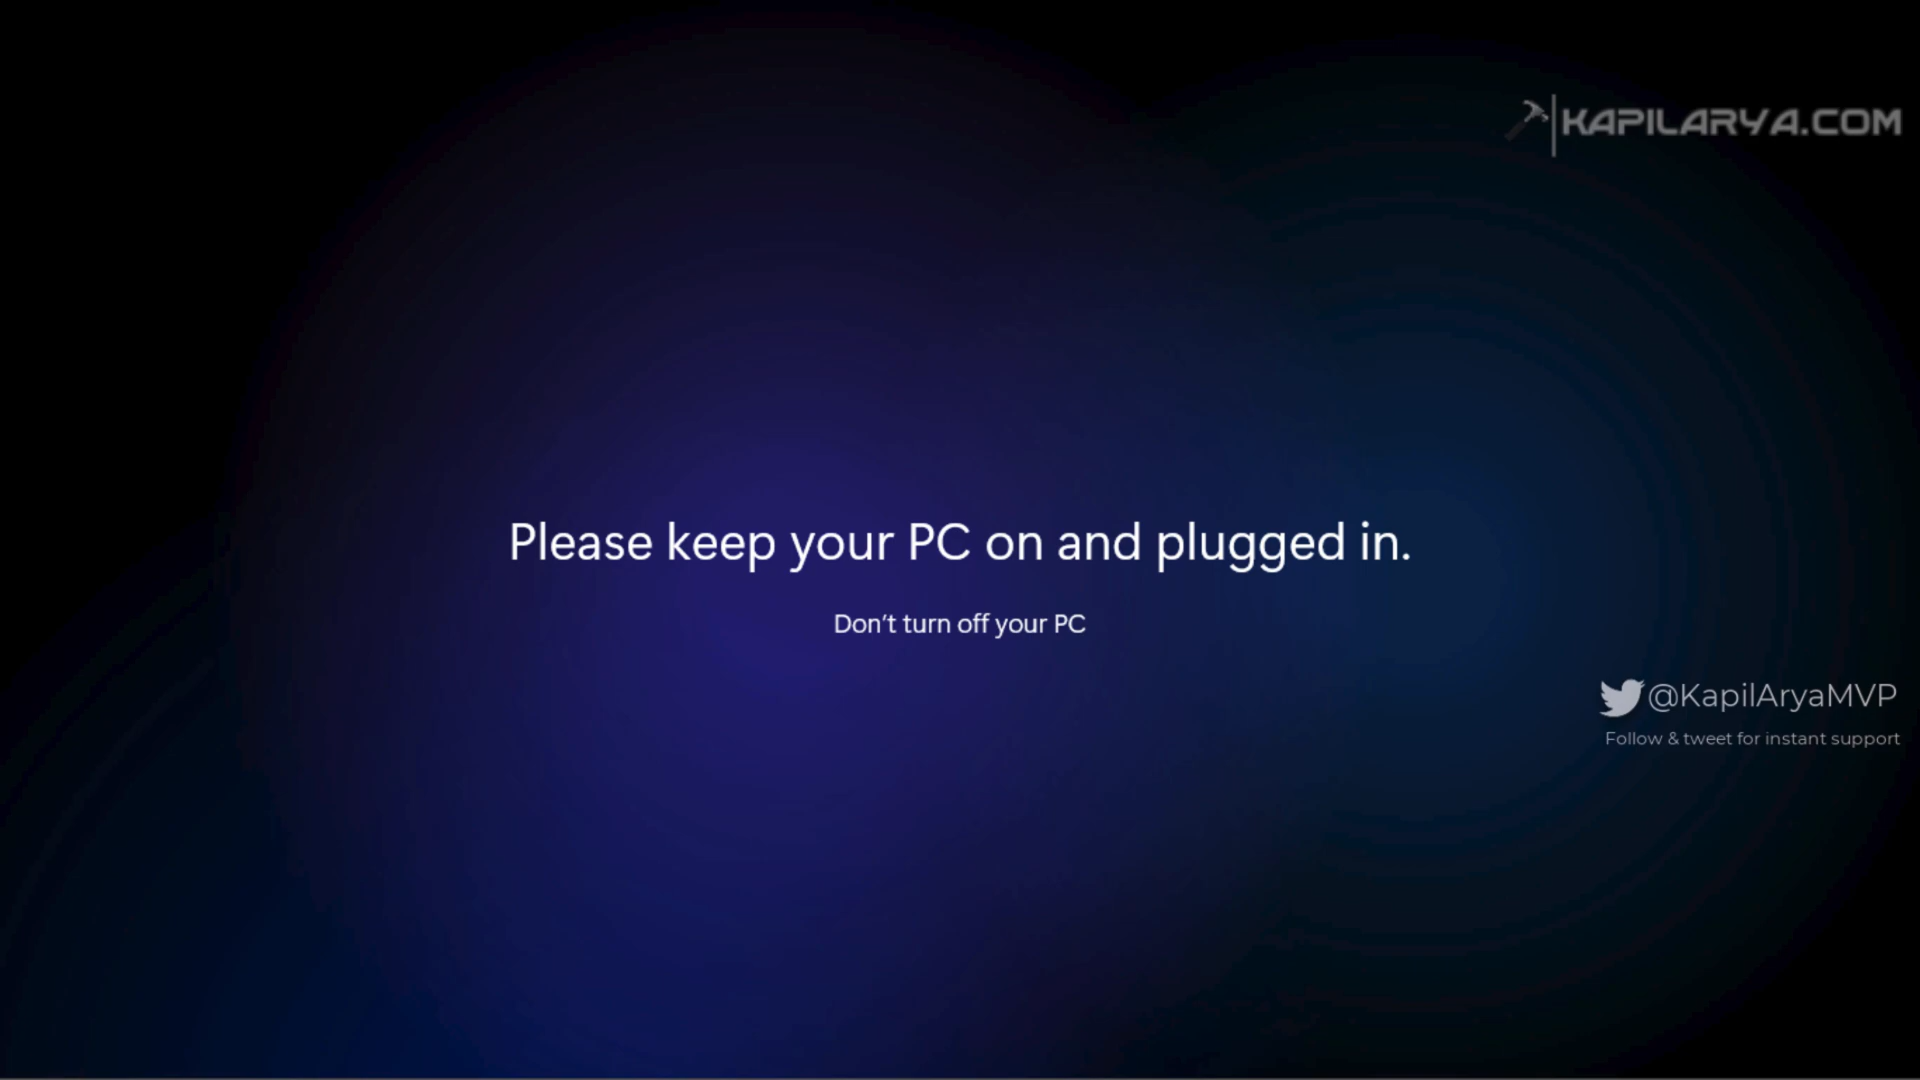 KAPILARYA.COM
Please keep your PC on and plugged in.
Don't turn off your PC
@KapilAryaMVP
Follow & tweet for instant support